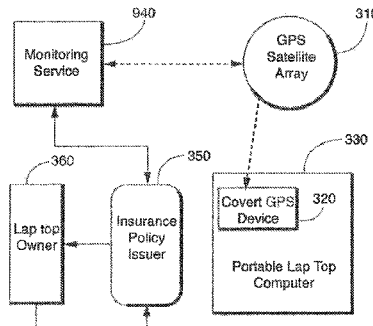 940
Monitoring
Service
GPS
Satellite
Array
310
360
Lap top
Owner
350
Insurance
Policy
Issuer
330
Covert GPS
Device
320
Portable Lap Top
Computer